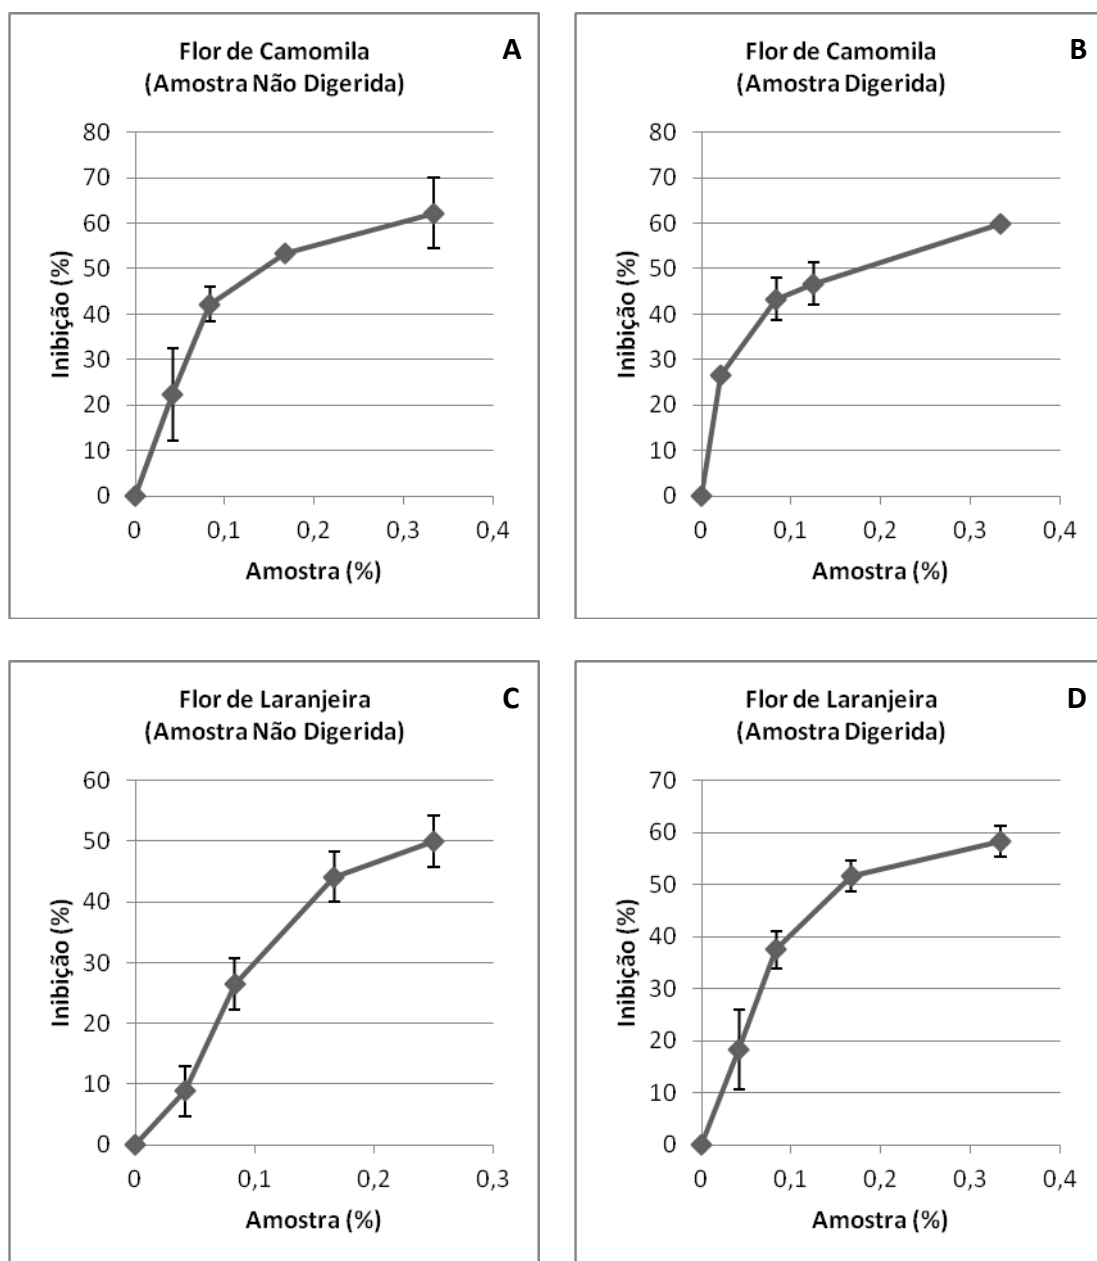 Flor de Camomila
(Amostra Não Digerida)
A
80
70
60
50
40
30
20
10
0
Inibição (%)
0 0,1 0,2 0,3 0,4
Amostra (%)
Flor de Camomila
(Amostra Digerida)
B
80
70
60
50
40
30
20
10
0
Inibição (%)
0 0,1 0,2 0,3 0,4
Amostra (%)
Flor de Laranjeira
(Amostra Não Digerida)
C
60
50
40
30
20
10
0
Inibição (%)
0 0,1 0,2 0,3
Amostra (%)
Flor de Laranjeira
(Amostra Digerida)
D
70
60
50
40
30
20
10
0
Inibição (%)
0 0,1 0,2 0,3 0,4
Amostra (%)